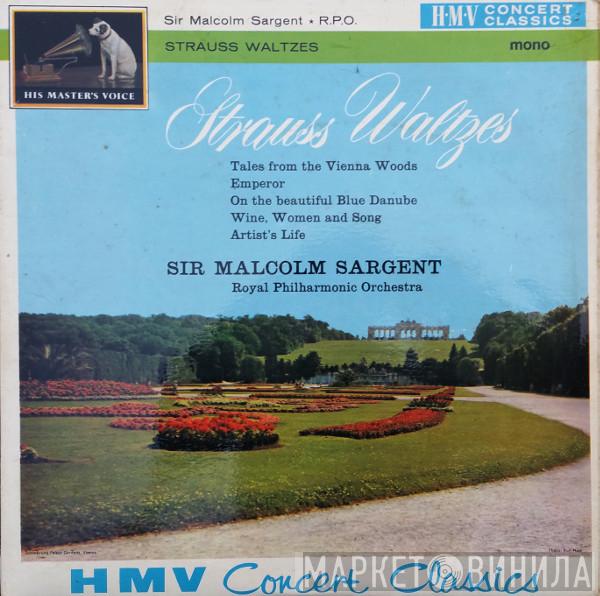 Sir Malcolm Sargent ★ R.P.O.
H·M·V CONCERT CLASSICS
STRAUSS WALTZES
mono
HIS MASTER'S VOICE
Strauss Waltzes
Tales from the Vienna Woods
Emperor
On the beautiful Blue Danube
Wine, Women and Song
Artist's Life
SIR MALCOLM SARGENT
Royal Philharmonic Orchestra
МАРКЕТ ВИНИЛА
HMV Concert Classics